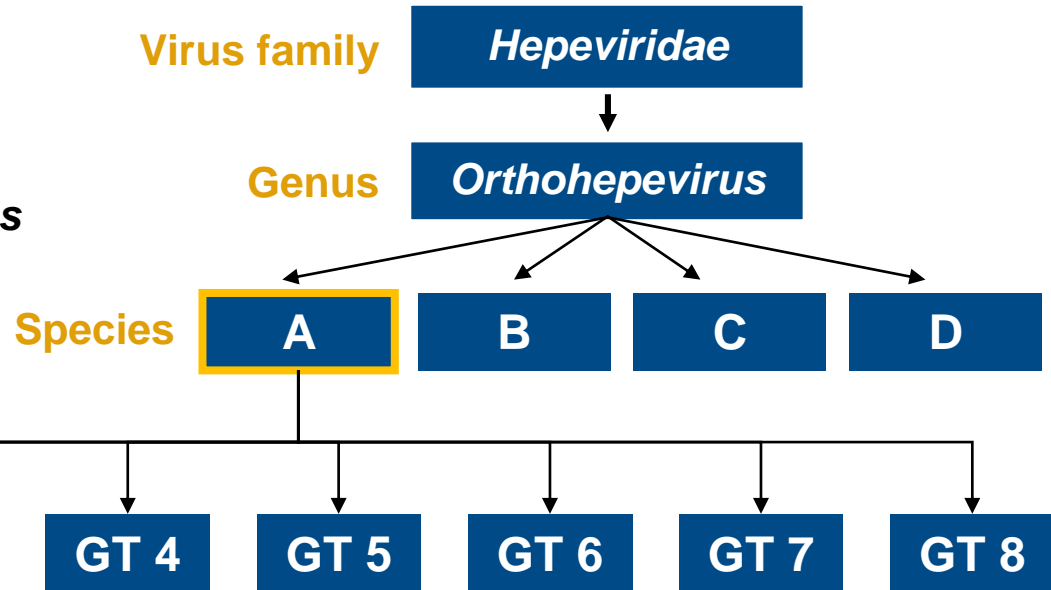 Virus family
Hepeviridae
Genus
Orthohepevirus
s
Species
A
B
C
D
GT 4
GT 5
GT 6
GT 7
GT 8